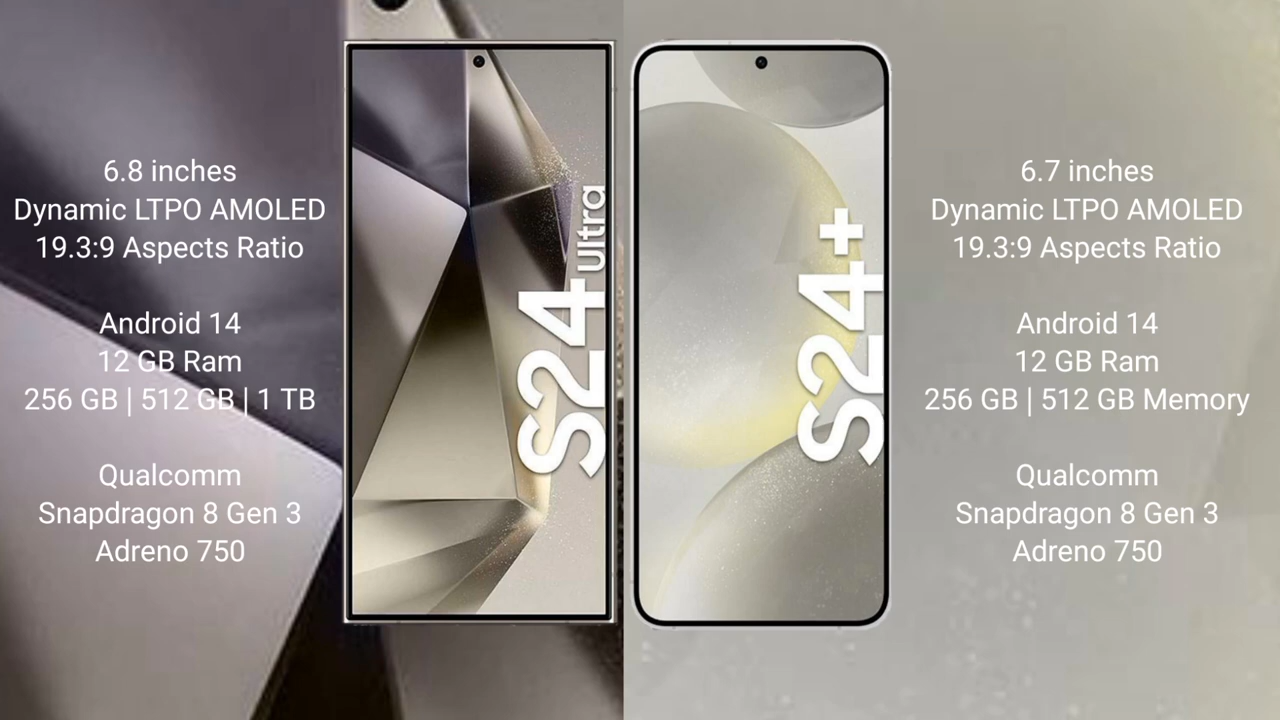 6.8 inches
Dynamic LTPO AMOLED
19.3:9 Aspects Ratio
Android 14
12 GB Ram
256 GB | 512 GB | 1 TB
Qualcomm
Snapdragon 8 Gen 3
Adreno 750
S24 Ultra
S24+
6.7 inches
Dynamic LTPO AMOLED
19.3:9 Aspects Ratio
Android 14
12 GB Ram
256 GB | 512 GB Memory
Qualcomm
Snapdragon 8 Gen 3
Adreno 750